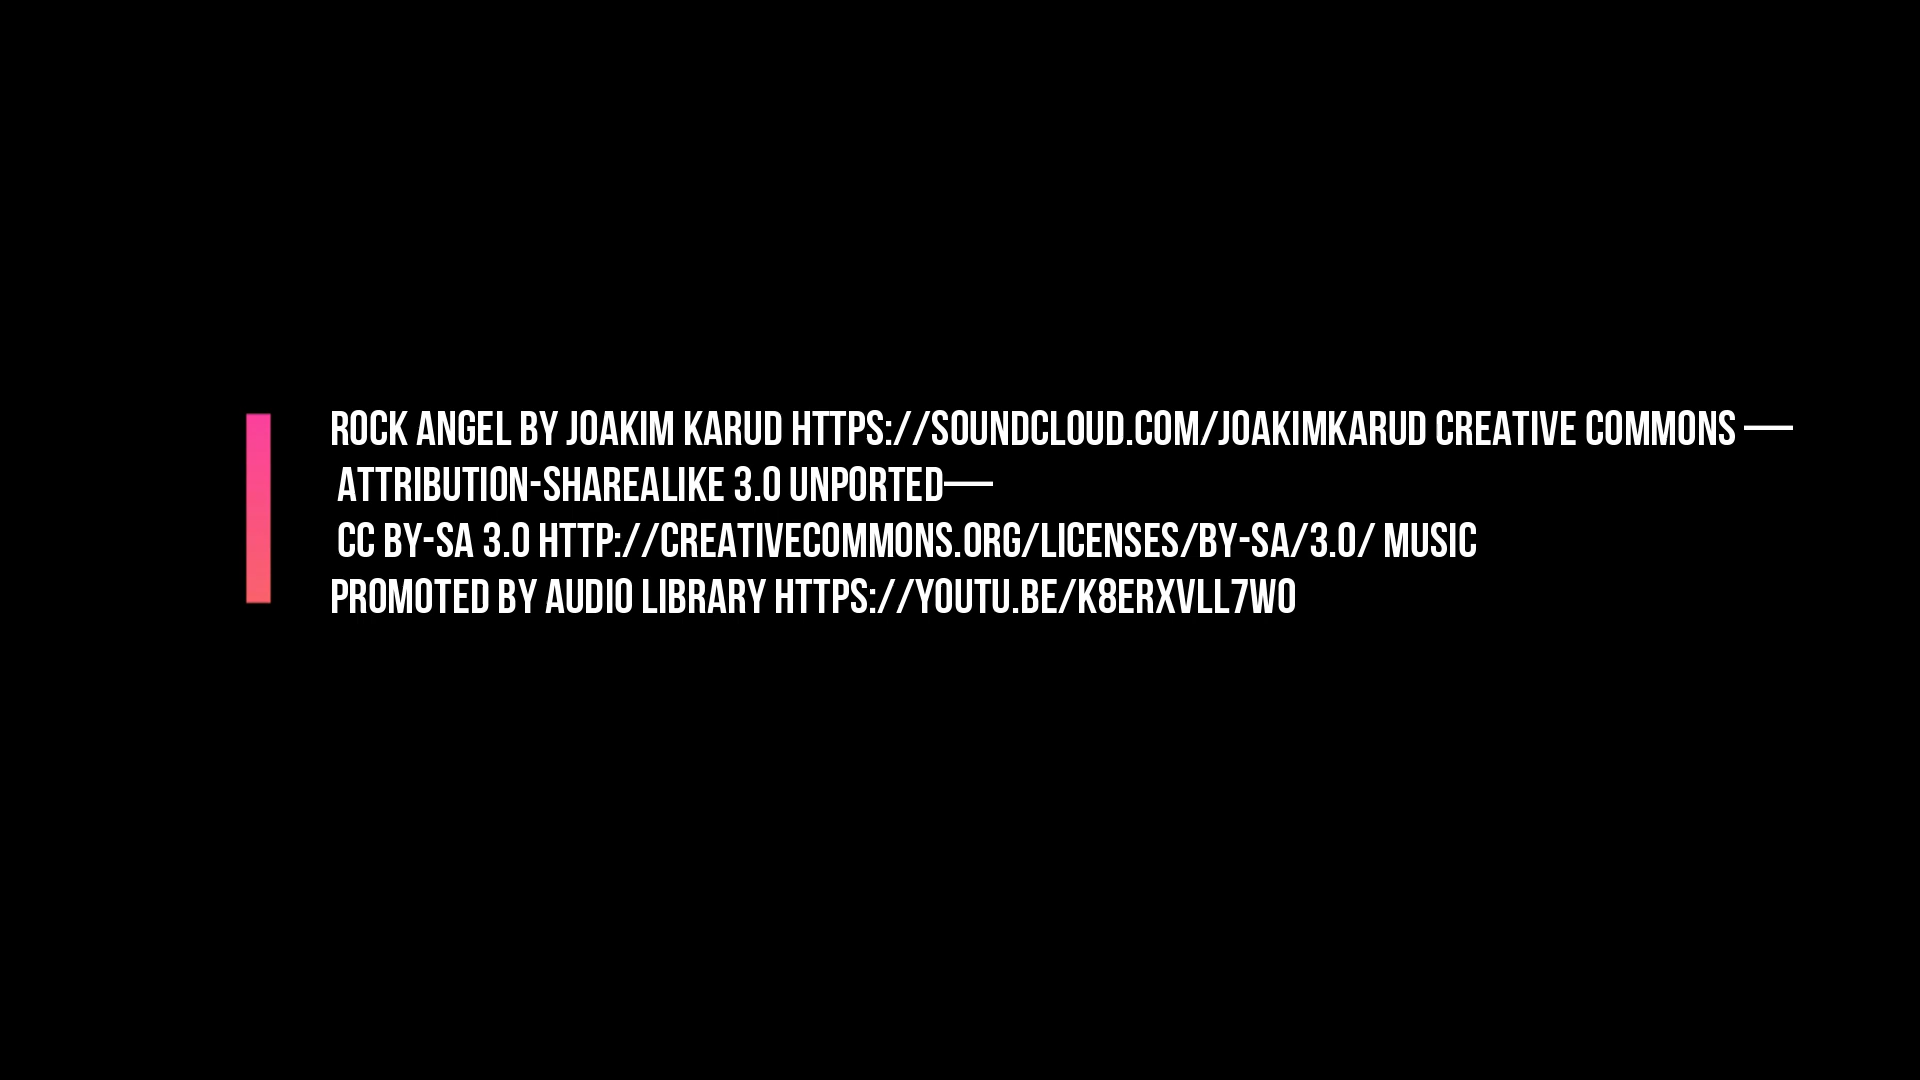 ROCK ANGEL BY JOAKIM KARUD HTTPS://SOUNDCLOUD.COM/JOAKIMKARUD CREATIVE COMMONS —
ATTRIBUTION-SHAREALIKE 3.0 UNPORTED—
CC BY-SA 3.0 HTTP://CREATIVECOMMONS.ORG/LICENSES/BY-SA/3.0/ MUSIC
PROMOTED BY AUDIO LIBRARY HTTPS://YOUTU.BE/K8ERXVLL7WO